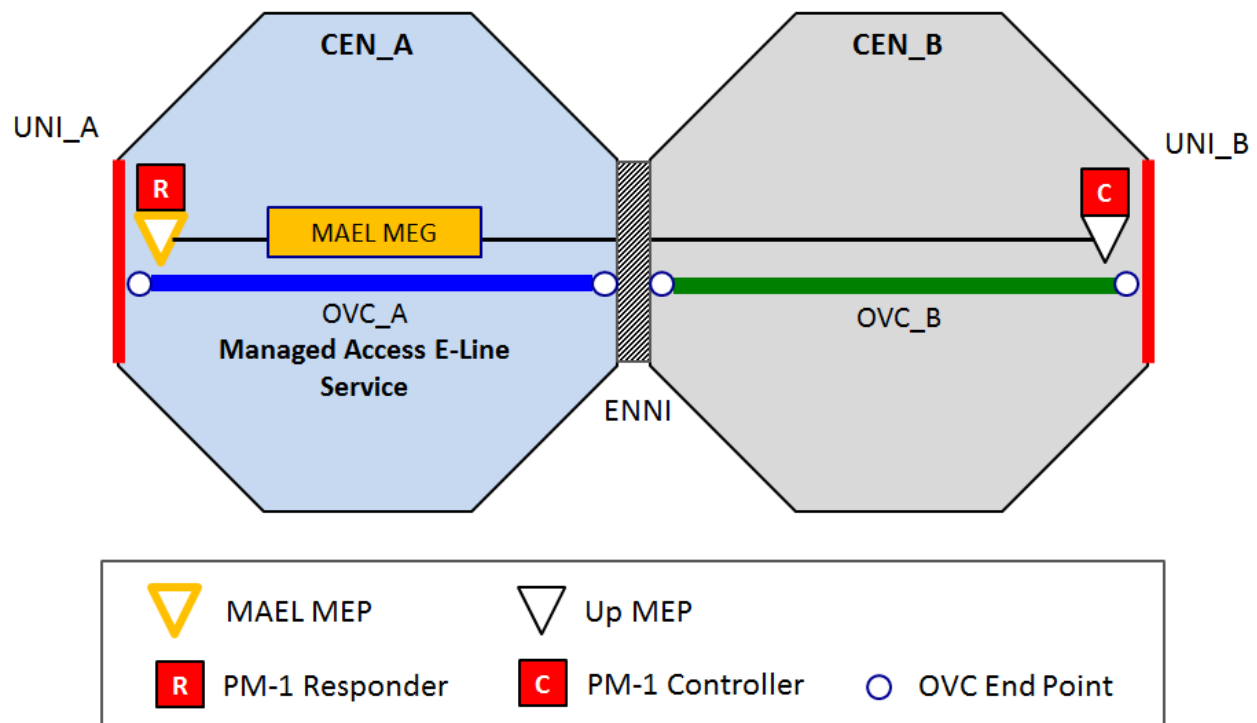 CEN_A
CEN_B
UNI_A
UNI_B
R
C
MAEL MEG
OVC_A
OVC_B
Managed Access E-Line
Service
ENNI
MAEL MEP
Up MEP
R PM-1 Responder
C PM-1 Controller
OVC End Point